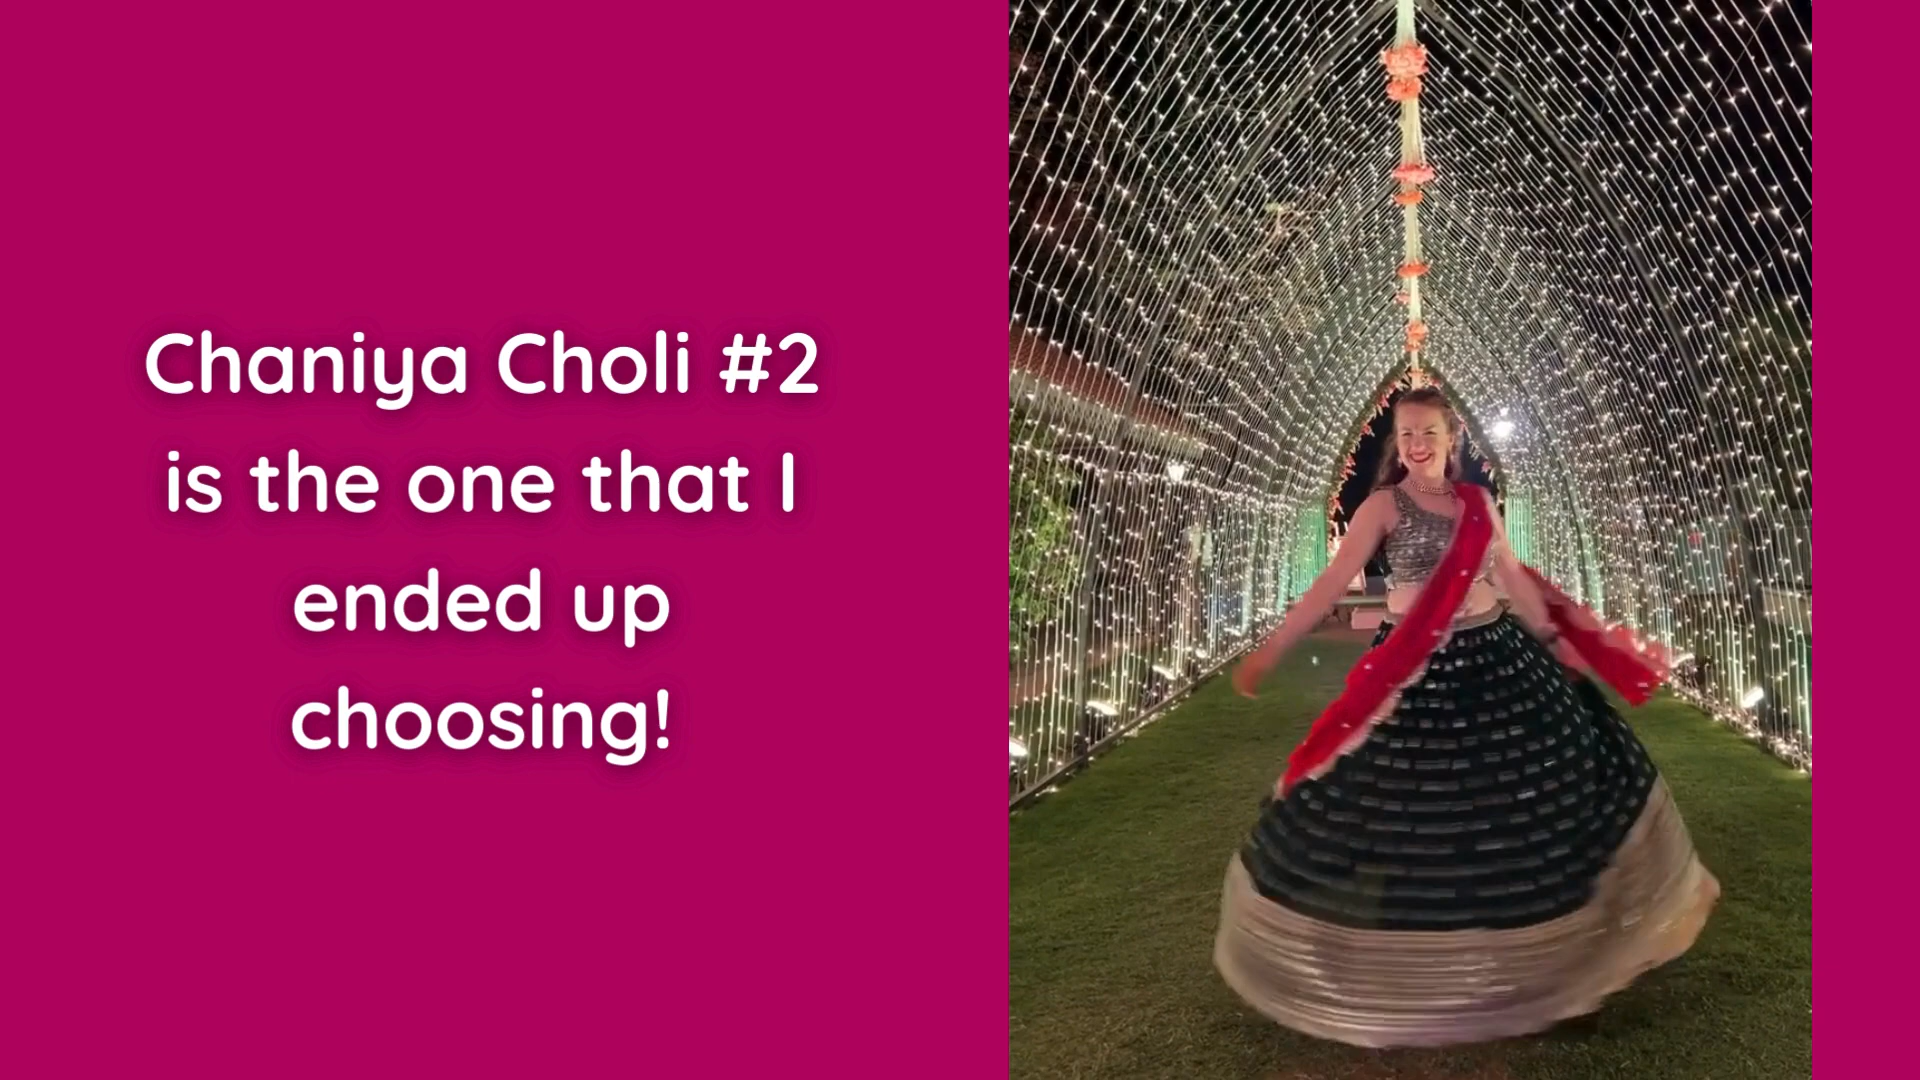 Chaniya Choli #2
is the one that I
ended up
choosing!